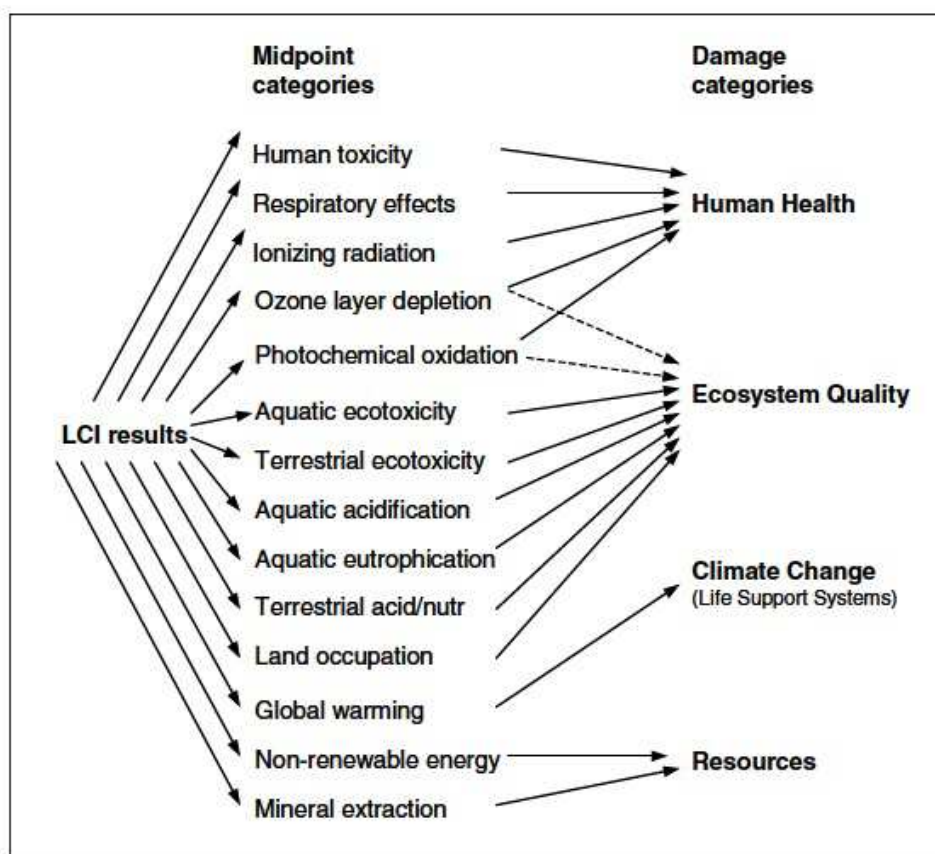 Midpoint
categories
Damage
categories
Human toxicity
Respiratory effects
Human Health
Ionizing radiation
Ozone layer depletion
Photochemical oxidation
Ecosystem Quality
Aquatic ecotoxicity
LCI results
Terrestrial ecotoxicity
Aquatic acidification
Aquatic eutrophication
Climate Change
(Life Support Systems)
Terrestrial acid/nutr
Land occupation
Global warming
Non-renewable energy
Resources
Mineral extraction